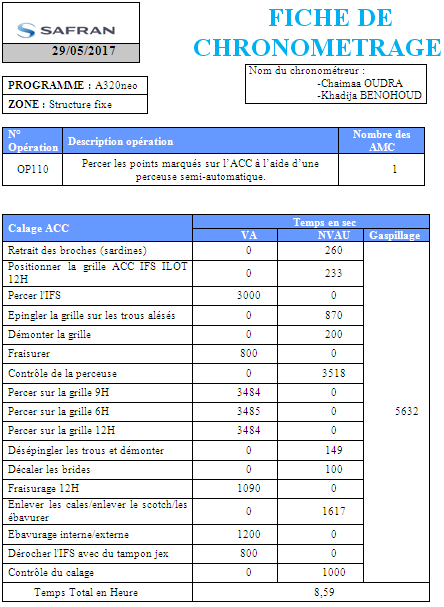 SAFRAN
29/05/2017
FICHE DE
CHRONOMETRAGE
PROGRAMME : A320neo
ZONE : Structure fixe
Nom du chronométreur :
-Chaimaa OUDRA
-Khadija BENOHOUD
N° Opération Description opération Nombre des AMC
OP110 Percer les points marqués sur l’ACC à l’aide d’une 1
perceuse semi-automatique.
Calage ACC Temps en sec
VA NVAU Gaspillage
Retrait des broches (sardines) 0 260
Positionner la grille ACC IFS ILOT
12H 0 233
Percer l'IFS 3000 0
Epingler la grille sur les trous alésés 0 870
Démonter la grille 0 200
Fraisurer 800 0
Contrôle de la perceuse 0 3518
Percer sur la grille 9H 3484 0
Percer sur la grille 6H 3485 0 5632
Percer sur la grille 12H 3484 0
Désépingler les trous et démonter 0 149
Décaler les brides 0 100
Fraisurage 12H 1090 0
Enlever les cales/enlever le scotch/les
ébavurer 0 1617
Ebavurage interne/externe 1200 0
Dérocher l'IFS avec du tampon jex 800 0
Contrôle du calage 0 1000
Temps Total en Heure 8,59